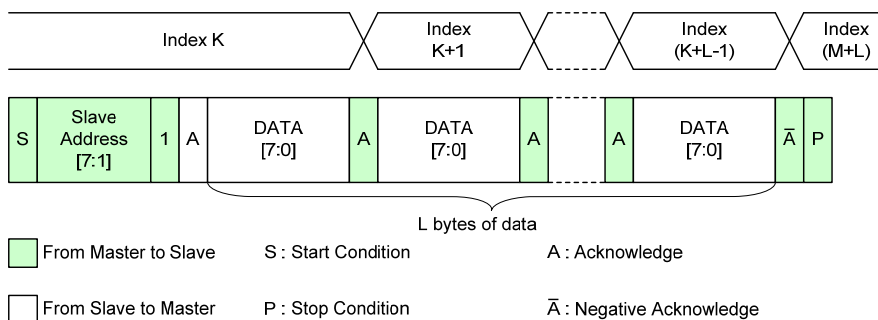 Index K
Index
K+1
Index
(K+L-1)
Index
(M+L)
S
Slave
Address
[7:1]
1
A
DATA
[7:0]
A
DATA
[7:0]
A
A
DATA
[7:0]
A̅
P
L bytes of data
From Master to Slave
S : Start Condition
A : Acknowledge
From Slave to Master
P : Stop Condition
A̅ : Negative Acknowledge